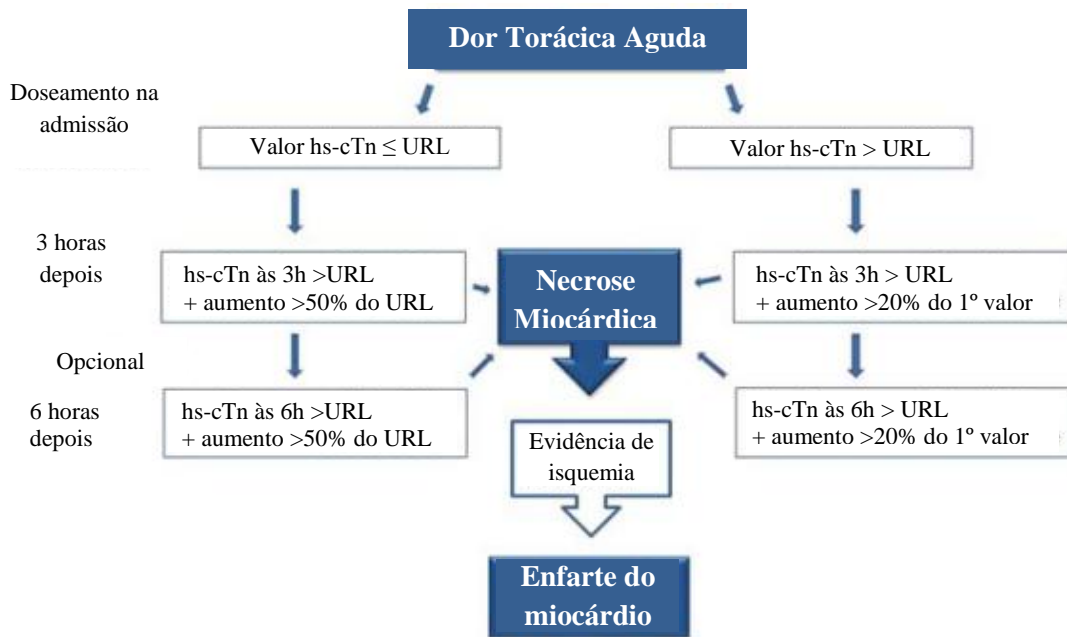 Dor Torácica Aguda
Doseamento na
admissão
Valor hs-cTn ≤ URL
Valor hs-cTn > URL
3 horas
depois
hs-cTn às 3h >URL
+ aumento >50% do URL
Necrose
Miocárdica
hs-cTn às 3h > URL
+ aumento >20% do 1º valor
Opcional
6 horas
depois
hs-cTn às 6h >URL
+ aumento >50% do URL
hs-cTn às 6h > URL
+ aumento >20% do 1º valor
Evidência de
isquemia
Enfarte do
miocárdio